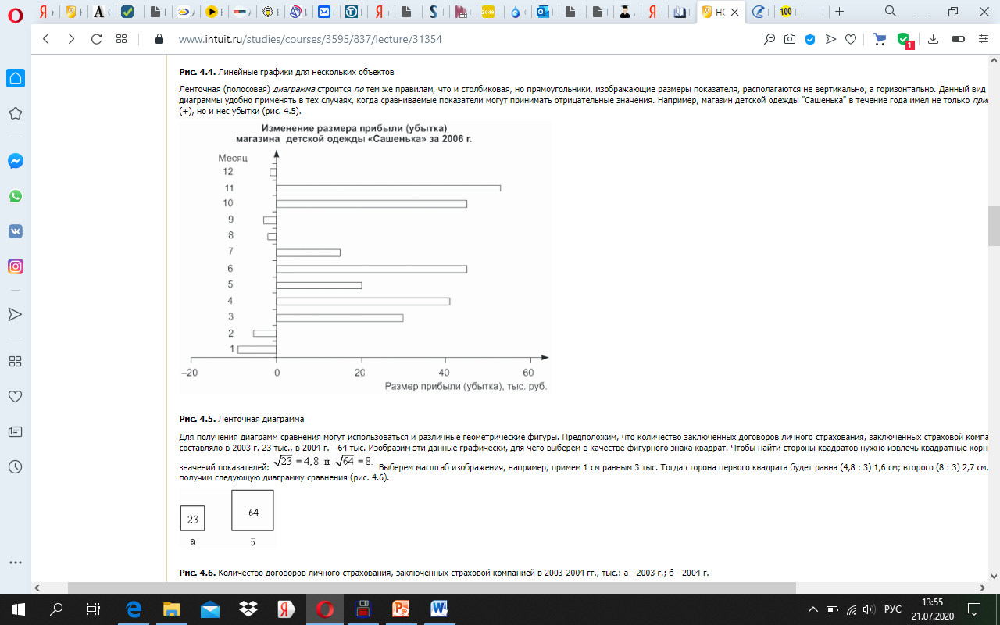 www.intuit.ru/studies/courses/3595/837/lecture/31354
1
Рис. 4.4. Линейные графики для нескольких объектов
Ленточная (полосовая) диаграмма строится по тем же правилам, что и столбиковая, но прямоугольники, изображающие размеры показателя, располагаются не вертикально, а горизонтально. Данный вид
диаграммы удобно применять в тех случаях, когда сравниваемые показатели могут принимать отрицательные значения. Например, магазин детской одежды "Сашенька" в течение года имел не только
(+), но и нес убытки (рис. 4.5).
Изменение размера прибыли (убытка)
магазина детской одежды «Сашенька» за 2006 г.
Месяц
12
11
10
9
8
7
6
5
4
3
2
1
–20 0 20 40 60
Размер прибыли (убытка), тыс. руб.
Рис. 4.5. Ленточная диаграмма
Для получения диаграмм сравнения могут использоваться и различные геометрические фигуры. Предположим, что количество заключенных договоров личного страхования, заключенных страховой
составляло в 2003 г. 23 тыс., в 2004 г. - 64 тыс. Изобразим эти данные графически, для чего выберем в качестве фигурного знака квадрат. Чтобы найти стороны квадратов нужно извлечь квадратные
значений показателей: √23 = 4,8 и √64 = 8. Выберем масштаб изображения, например, примем 1 см равным 3 тыс. Тогда сторона первого квадрата будет равна (4,8 : 3) 1,6 см; второго (8 : 3) 2,7 см.
получим следующую диаграмму сравнения (рис. 4.6).
23 64
а б
Рис. 4.6. Количество договоров личного страхования, заключенных страховой компанией в 2003-2004 гг., тыс.: а - 2003 г.; б - 2004 г.
РУС
13:55
21.07.2020